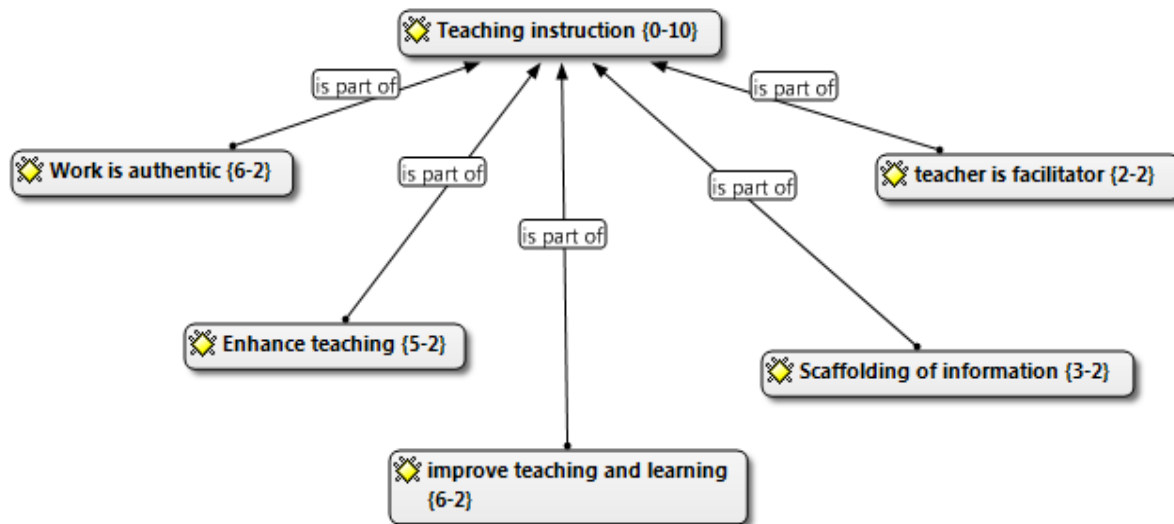 Teaching instruction {0-10}
is part of
is part of
Work is authentic {6-2}
teacher is facilitator {2-2}
is part of
is part of
is part of
Enhance teaching {5-2}
Scaffolding of information {3-2}
improve teaching and learning
{6-2}